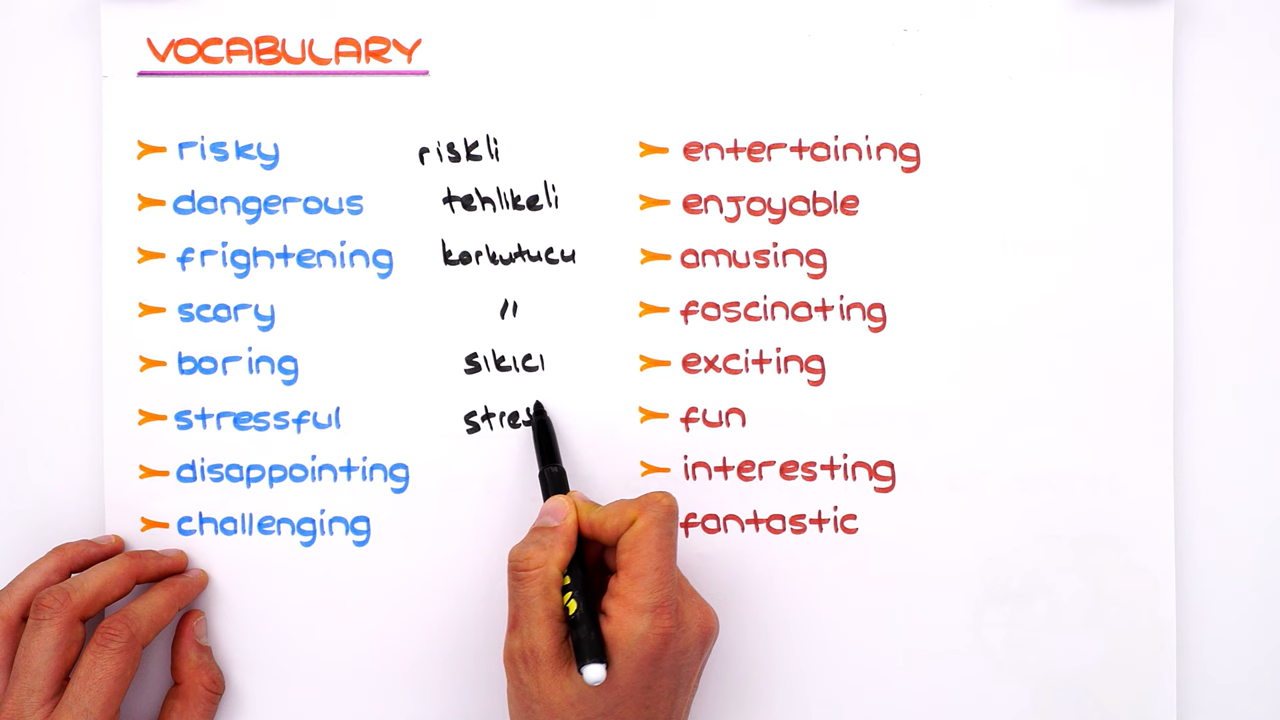 VOCABULARY
➤ risky riskli ➤ entertaining
➤ dangerous tehlikeli ➤ enjoyable
➤ frightening korkutucu ➤ amusing
➤ scary " ➤ fascinating
➤ boring sıkıcı ➤ exciting
➤ stressful stres ➤ fun
➤ disappointing ➤ interesting
➤ challenging fantastic